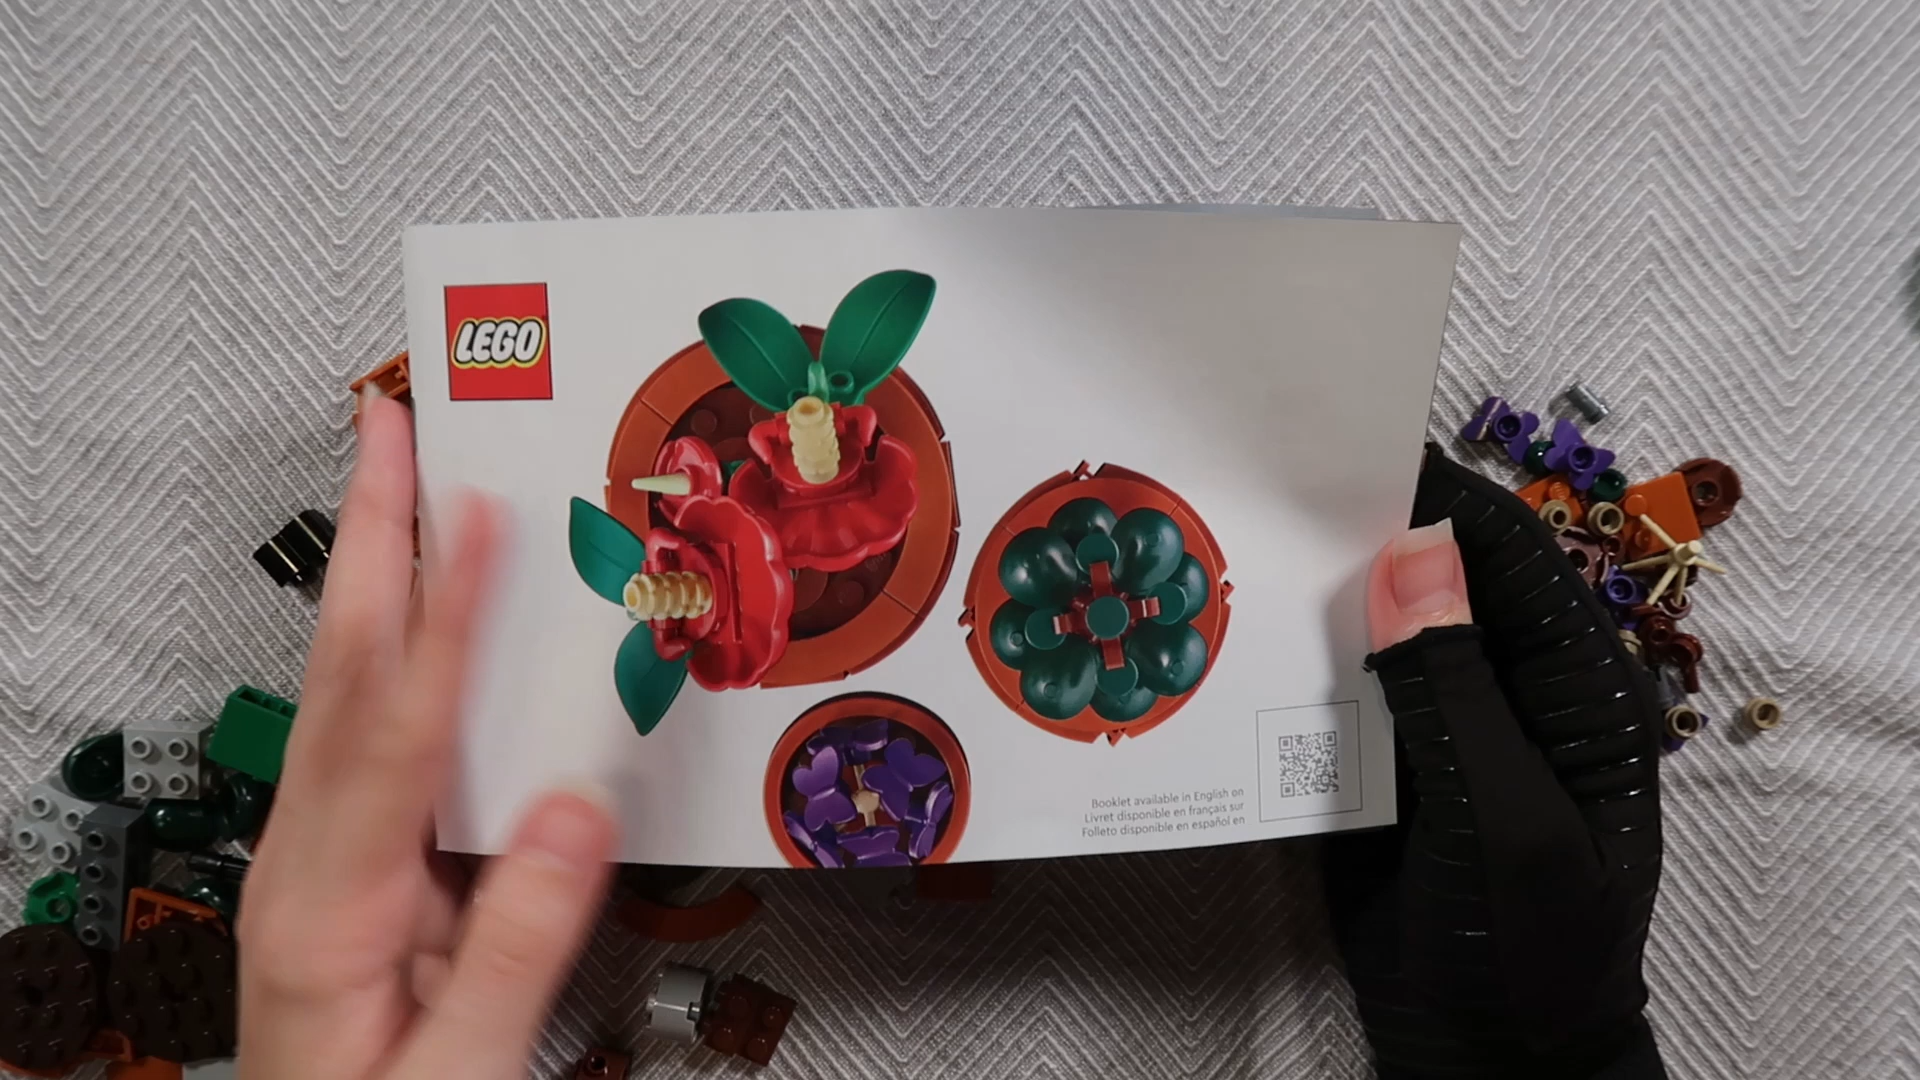 LEGO
Booklet available in English on
Livret disponible en français sur
Folleto disponible en español en